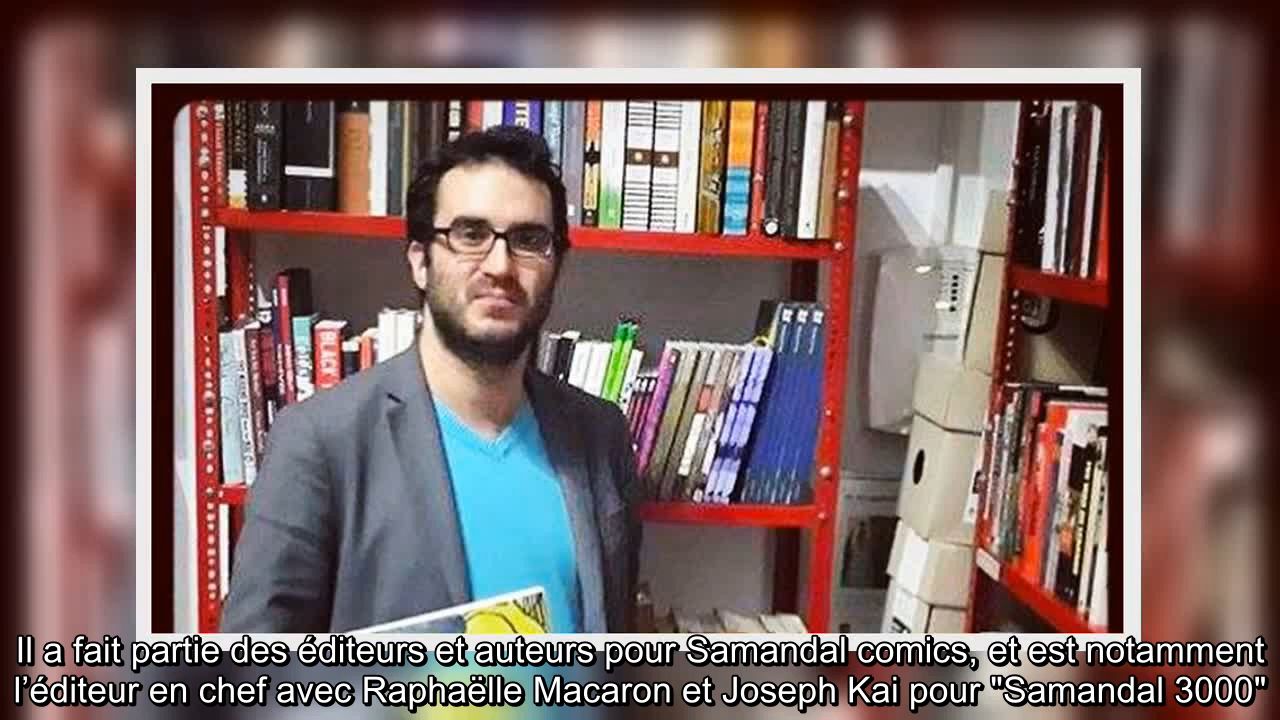 BLACK
Il a fait partie des éditeurs et auteurs pour Samandal comics, et est notamment
l’éditeur en chef avec Raphaëlle Macaron et Joseph Kai pour "Samandal 3000"